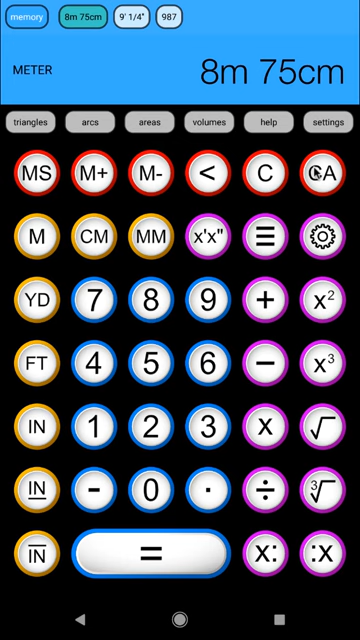 memory 8m 75cm 9' 1/4" 987
METER 8m 75cm
triangles arcs areas volumes help settings
MS M+ M- < C CA
M CM MM x'x" ☰
YD 7 8 9 + x²
FT 4 5 6 − x³
IN 1 2 3 x √
IN - 0 · ÷ ³√
IN = x: :x